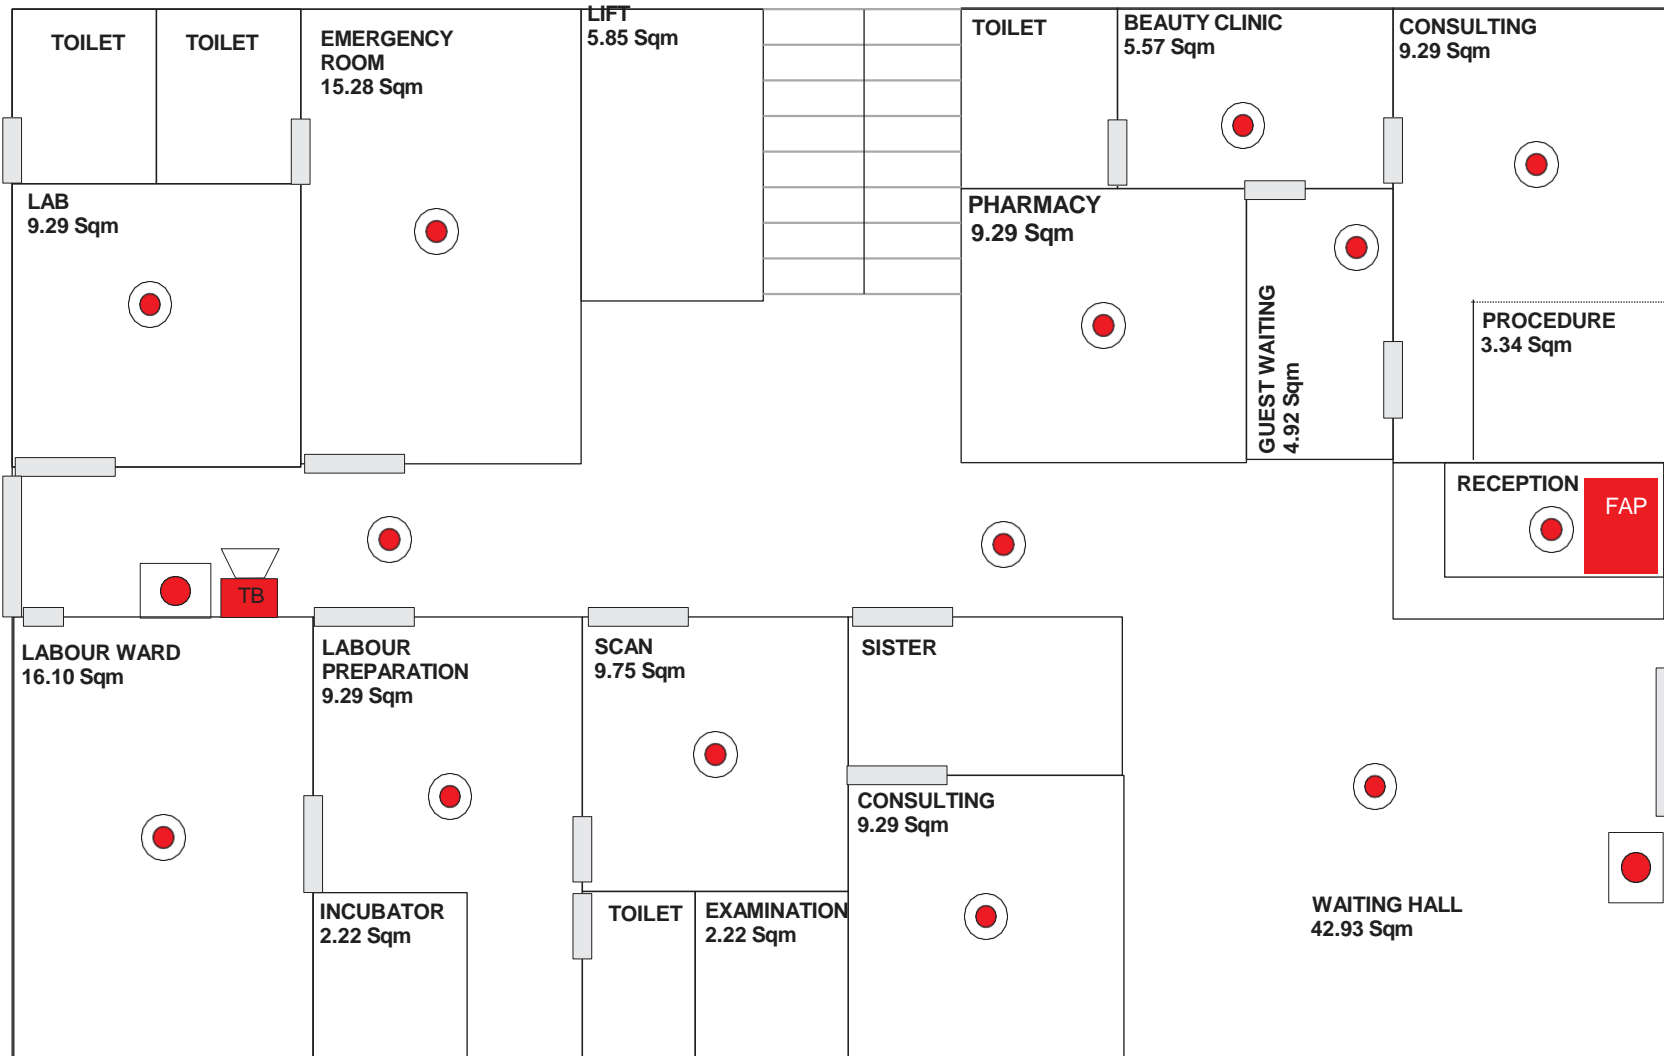 TOILET
TOILET
EMERGENCY
ROOM
15.28 Sqm
LIFT
5.85 Sqm
TOILET
BEAUTY CLINIC
5.57 Sqm
CONSULTING
9.29 Sqm
LAB
9.29 Sqm
PHARMACY
9.29 Sqm
GUEST WAITING
4.92 Sqm
PROCEDURE
3.34 Sqm
RECEPTION
FAP
TB
LABOUR WARD
16.10 Sqm
LABOUR
PREPARATION
9.29 Sqm
SCAN
9.75 Sqm
SISTER
CONSULTING
9.29 Sqm
INCUBATOR
2.22 Sqm
TOILET
EXAMINATION
2.22 Sqm
WAITING HALL
42.93 Sqm